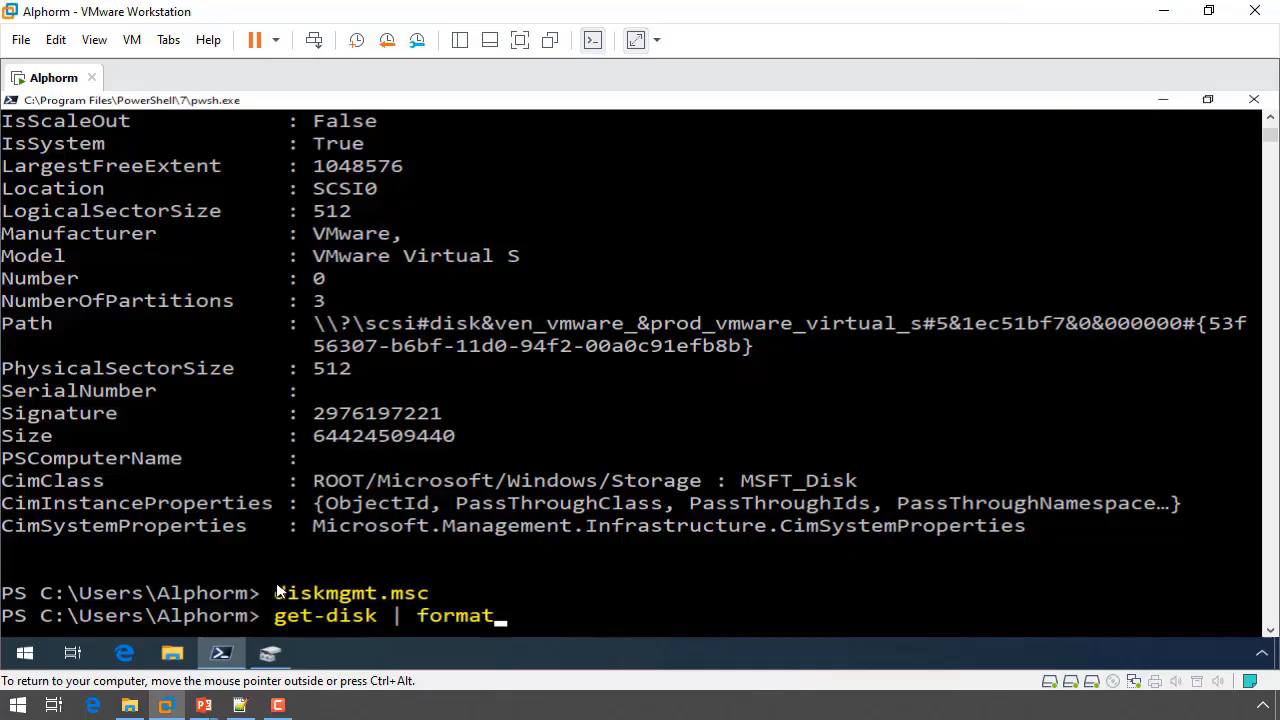 Alphorm - VMware Workstation
File Edit View VM Tabs Help
Alphorm
C:\Program Files\PowerShell\7\pwsh.exe
IsScaleOut : False
IsSystem : True
LargestFreeExtent : 1048576
Location : SCSI0
LogicalSectorSize : 512
Manufacturer : VMware,
Model : VMware Virtual S
Number : 0
NumberOfPartitions : 3
Path : \\?\scsi#disk&ven_vmware_&prod_vmware_virtual_s#5&1ec51bf7&0&000000#{53f
56307-b6bf-11d0-94f2-00a0c91efb8b}
PhysicalSectorSize : 512
SerialNumber :
Signature : 2976197221
Size : 64424509440
PSComputerName :
CimClass : ROOT/Microsoft/Windows/Storage : MSFT_Disk
CimInstanceProperties : {ObjectId, PassThroughClass, PassThroughIds, PassThroughNamespace…}
CimSystemProperties : Microsoft.Management.Infrastructure.CimSystemProperties
PS C:\Users\Alphorm> diskmgmt.msc
PS C:\Users\Alphorm> get-disk | format_
To return to your computer, move the mouse pointer outside or press Ctrl+Alt.